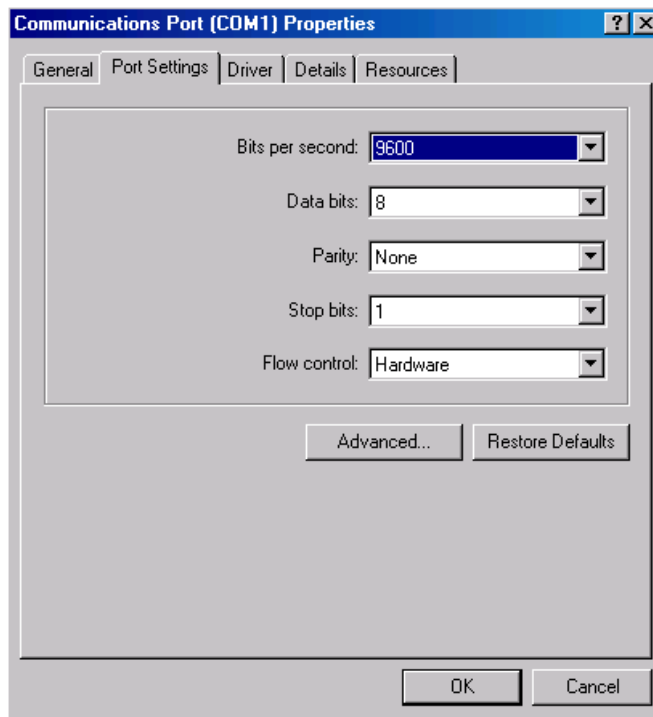 Communications Port (COM1) Properties
General Port Settings Driver Details Resources
Bits per second: 9600
Data bits: 8
Parity: None
Stop bits: 1
Flow control: Hardware
Advanced... Restore Defaults
OK Cancel